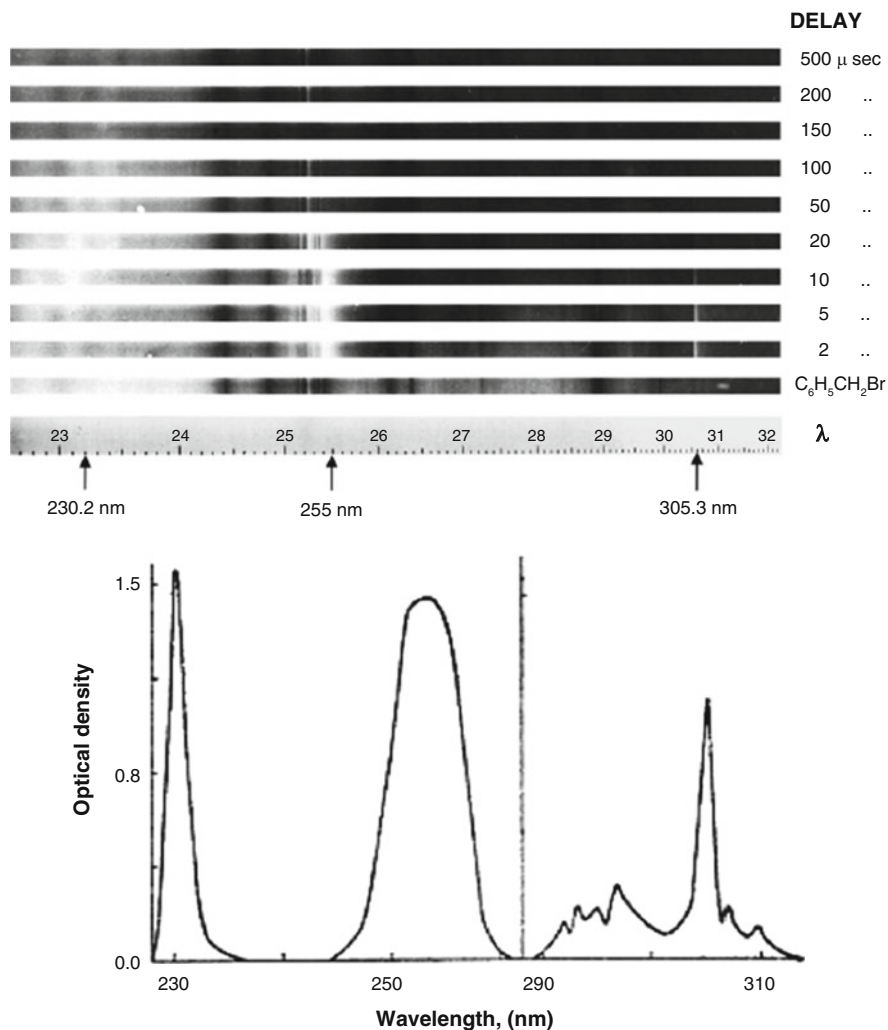 DELAY
500 μ sec
200 ..
150 ..
100 ..
50 ..
20 ..
10 ..
5 ..
2 ..
C₆H₅CH₂Br
23 24 25 26 27 28 29 30 31 32 λ
230.2 nm 255 nm 305.3 nm
1.5
0.8
0.0
Optical density
230 250 290 310
Wavelength, (nm)